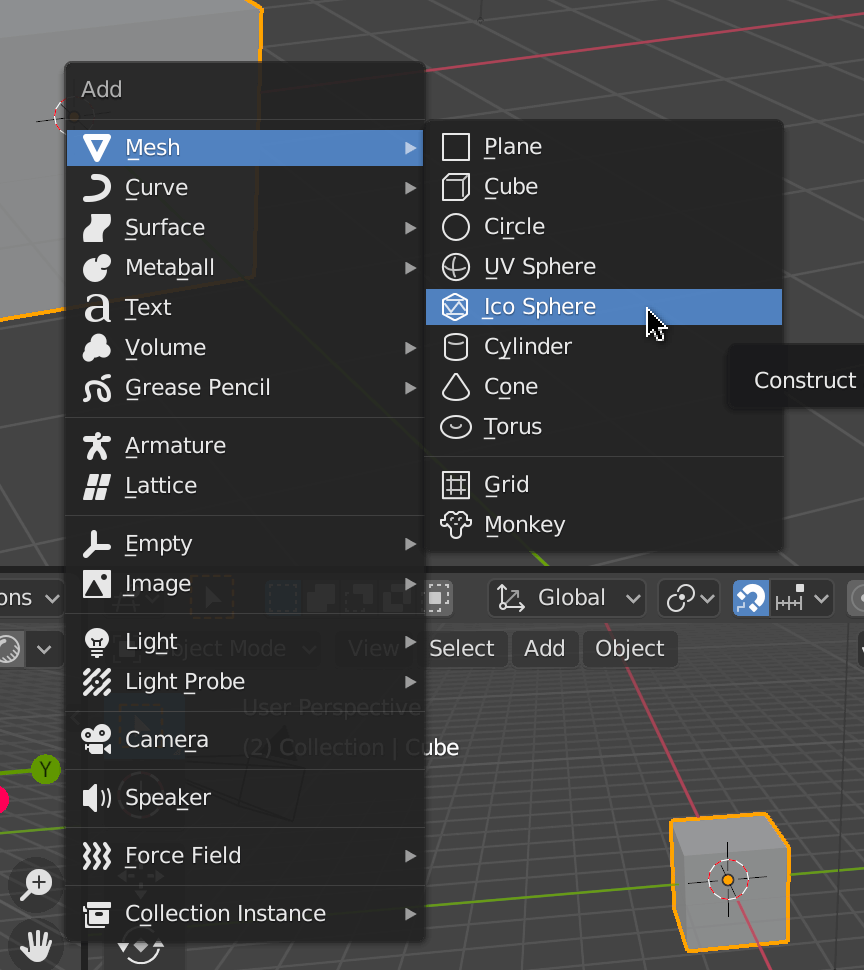 Add
Mesh
Curve
Surface
Metaball
Text
Volume
Grease Pencil
Armature
Lattice
Empty
Image
Light
Light Probe
Camera
Speaker
Force Field
Collection Instance
Plane
Cube
Circle
UV Sphere
Ico Sphere
Cylinder
Cone
Torus
Grid
Monkey
Construct
ons
Global
Object Mode View Select Add Object
User Perspective
(2) Collection | Cube
Y